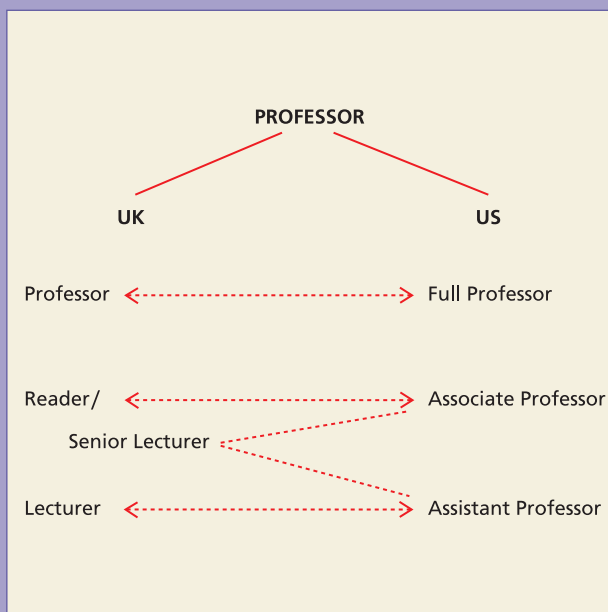 PROFESSOR
UK US
Professor Full Professor
Reader/ Associate Professor
Senior Lecturer
Lecturer Assistant Professor